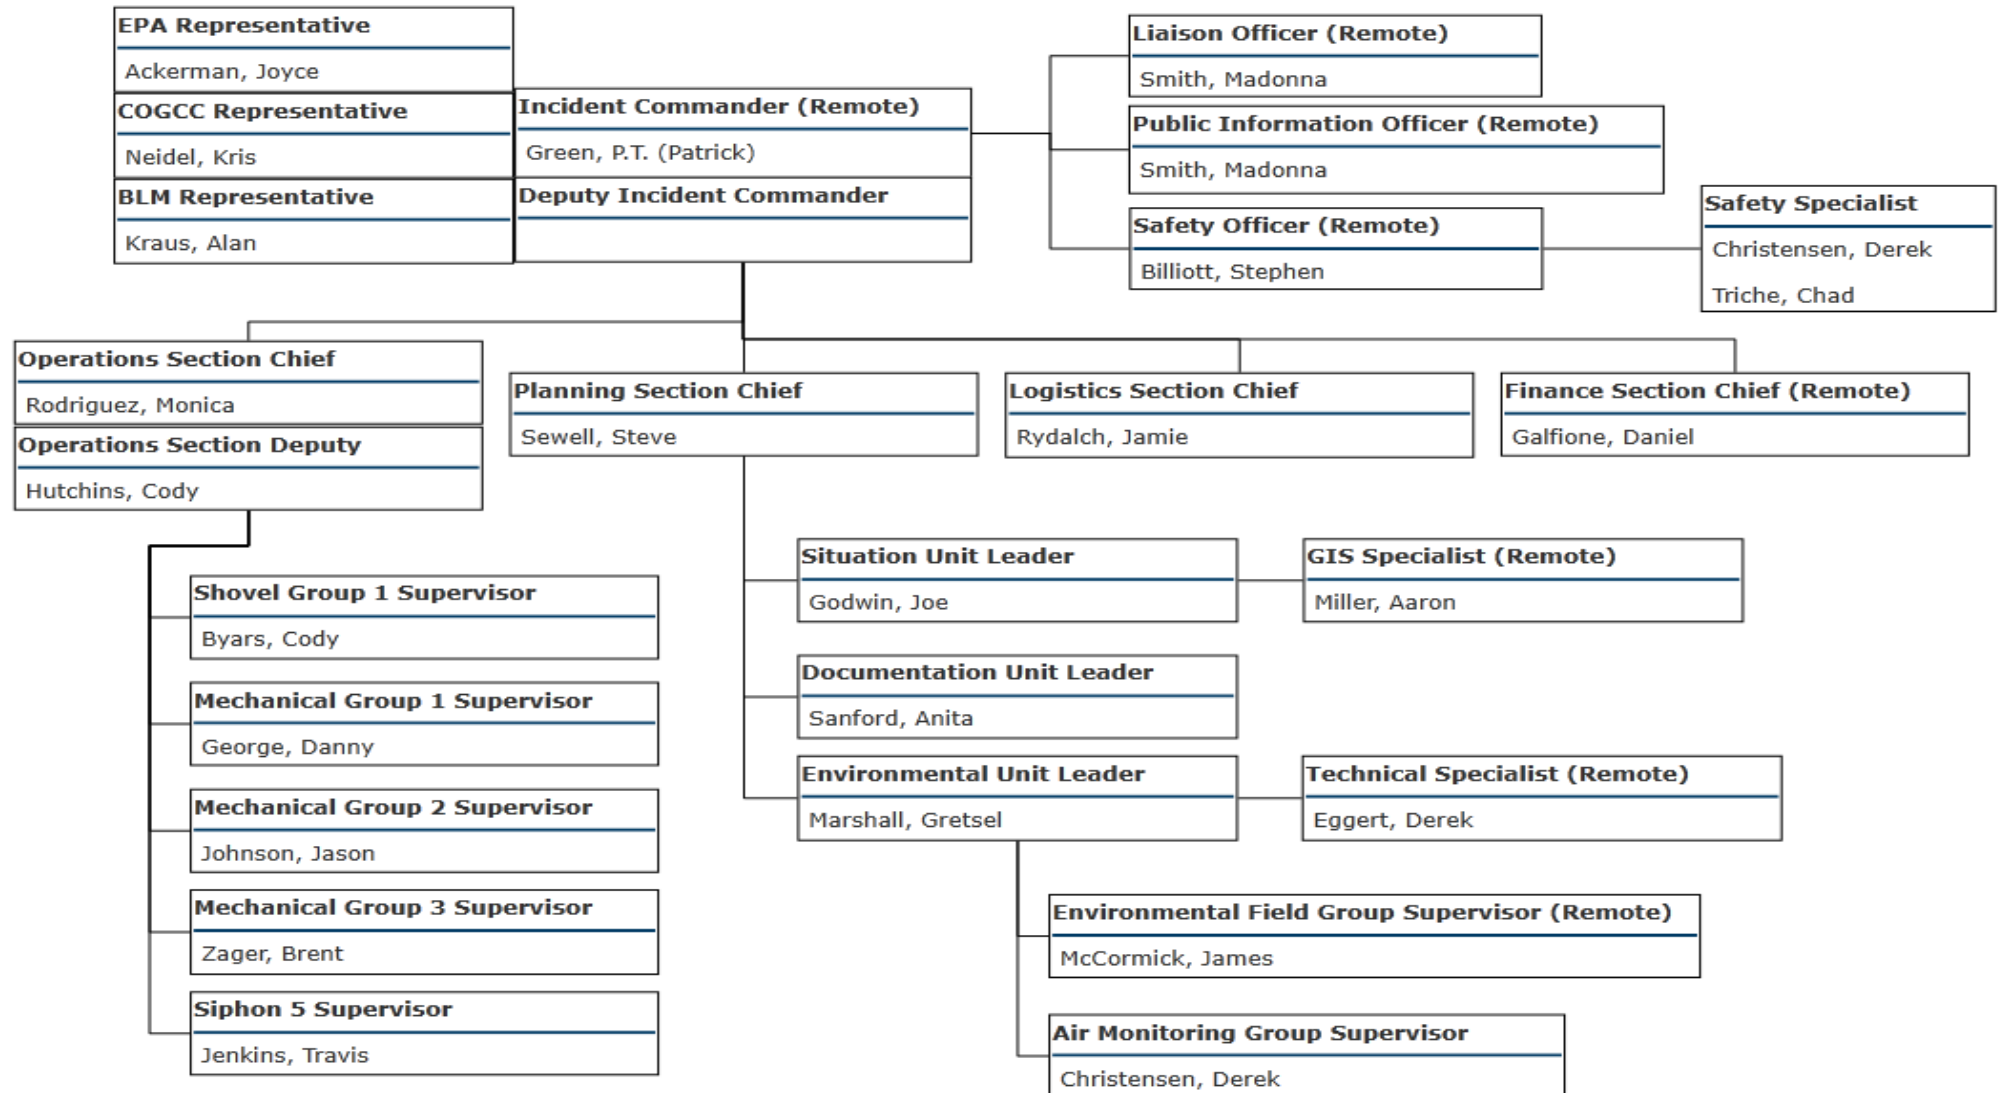 EPA Representative
Ackerman, Joyce
COGCC Representative
Neidel, Kris
BLM Representative
Kraus, Alan
Incident Commander (Remote)
Green, P.T. (Patrick)
Deputy Incident Commander
Liaison Officer (Remote)
Smith, Madonna
Public Information Officer (Remote)
Smith, Madonna
Safety Officer (Remote)
Billiott, Stephen
Safety Specialist
Christensen, Derek
Triche, Chad
Operations Section Chief
Rodriguez, Monica
Operations Section Deputy
Hutchins, Cody
Planning Section Chief
Sewell, Steve
Logistics Section Chief
Rydalch, Jamie
Finance Section Chief (Remote)
Galfione, Daniel
Shovel Group 1 Supervisor
Byars, Cody
Mechanical Group 1 Supervisor
George, Danny
Mechanical Group 2 Supervisor
Johnson, Jason
Mechanical Group 3 Supervisor
Zager, Brent
Siphon 5 Supervisor
Jenkins, Travis
Situation Unit Leader
Godwin, Joe
GIS Specialist (Remote)
Miller, Aaron
Documentation Unit Leader
Sanford, Anita
Environmental Unit Leader
Marshall, Gretsel
Technical Specialist (Remote)
Eggert, Derek
Environmental Field Group Supervisor (Remote)
McCormick, James
Air Monitoring Group Supervisor
Christensen, Derek